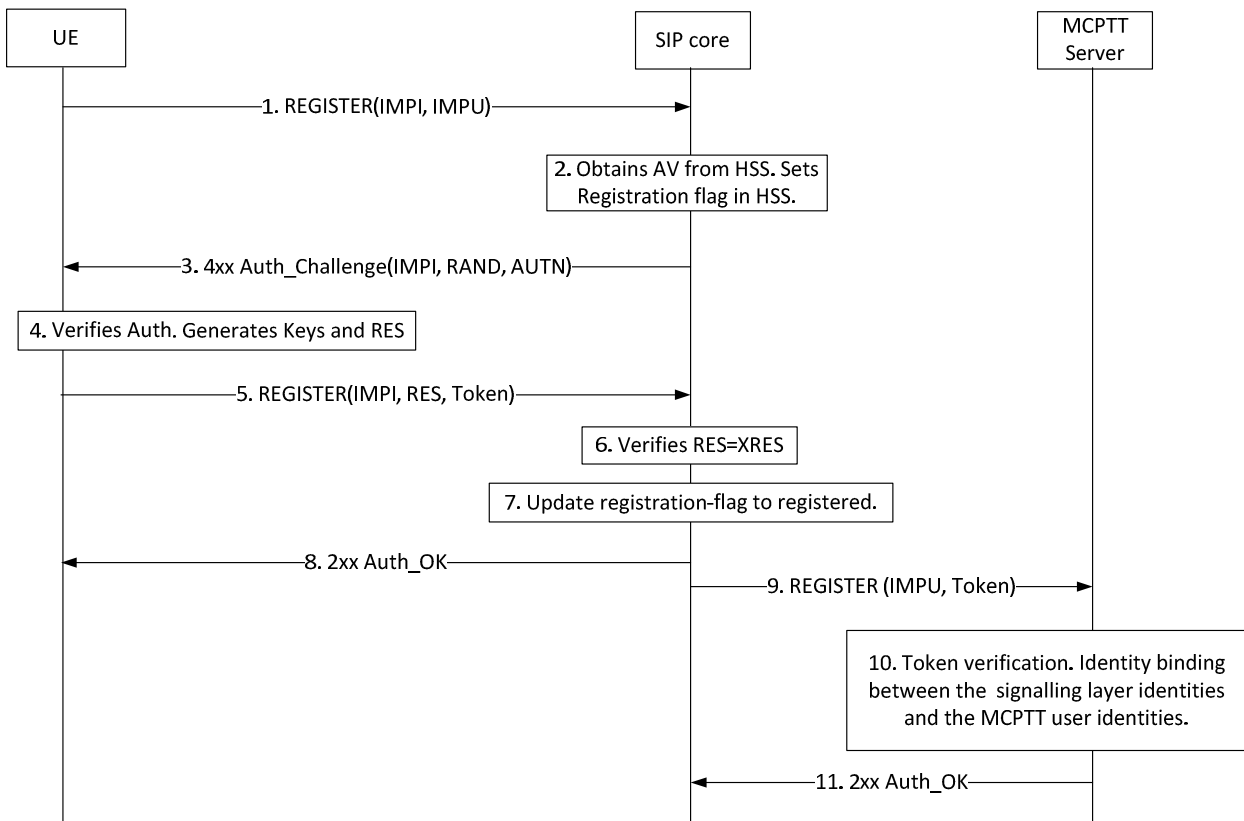 UE
SIP core
MCPTT
Server
1. REGISTER(IMPI, IMPU)
2. Obtains AV from HSS. Sets
Registration flag in HSS.
3. 4xx Auth_Challenge(IMPI, RAND, AUTN)
4. Verifies Auth. Generates Keys and RES
5. REGISTER(IMPI, RES, Token)
6. Verifies RES=XRES
7. Update registration-flag to registered.
8. 2xx Auth_OK
9. REGISTER (IMPU, Token)
10. Token verification. Identity binding
between the signalling layer identities
and the MCPTT user identities.
11. 2xx Auth_OK